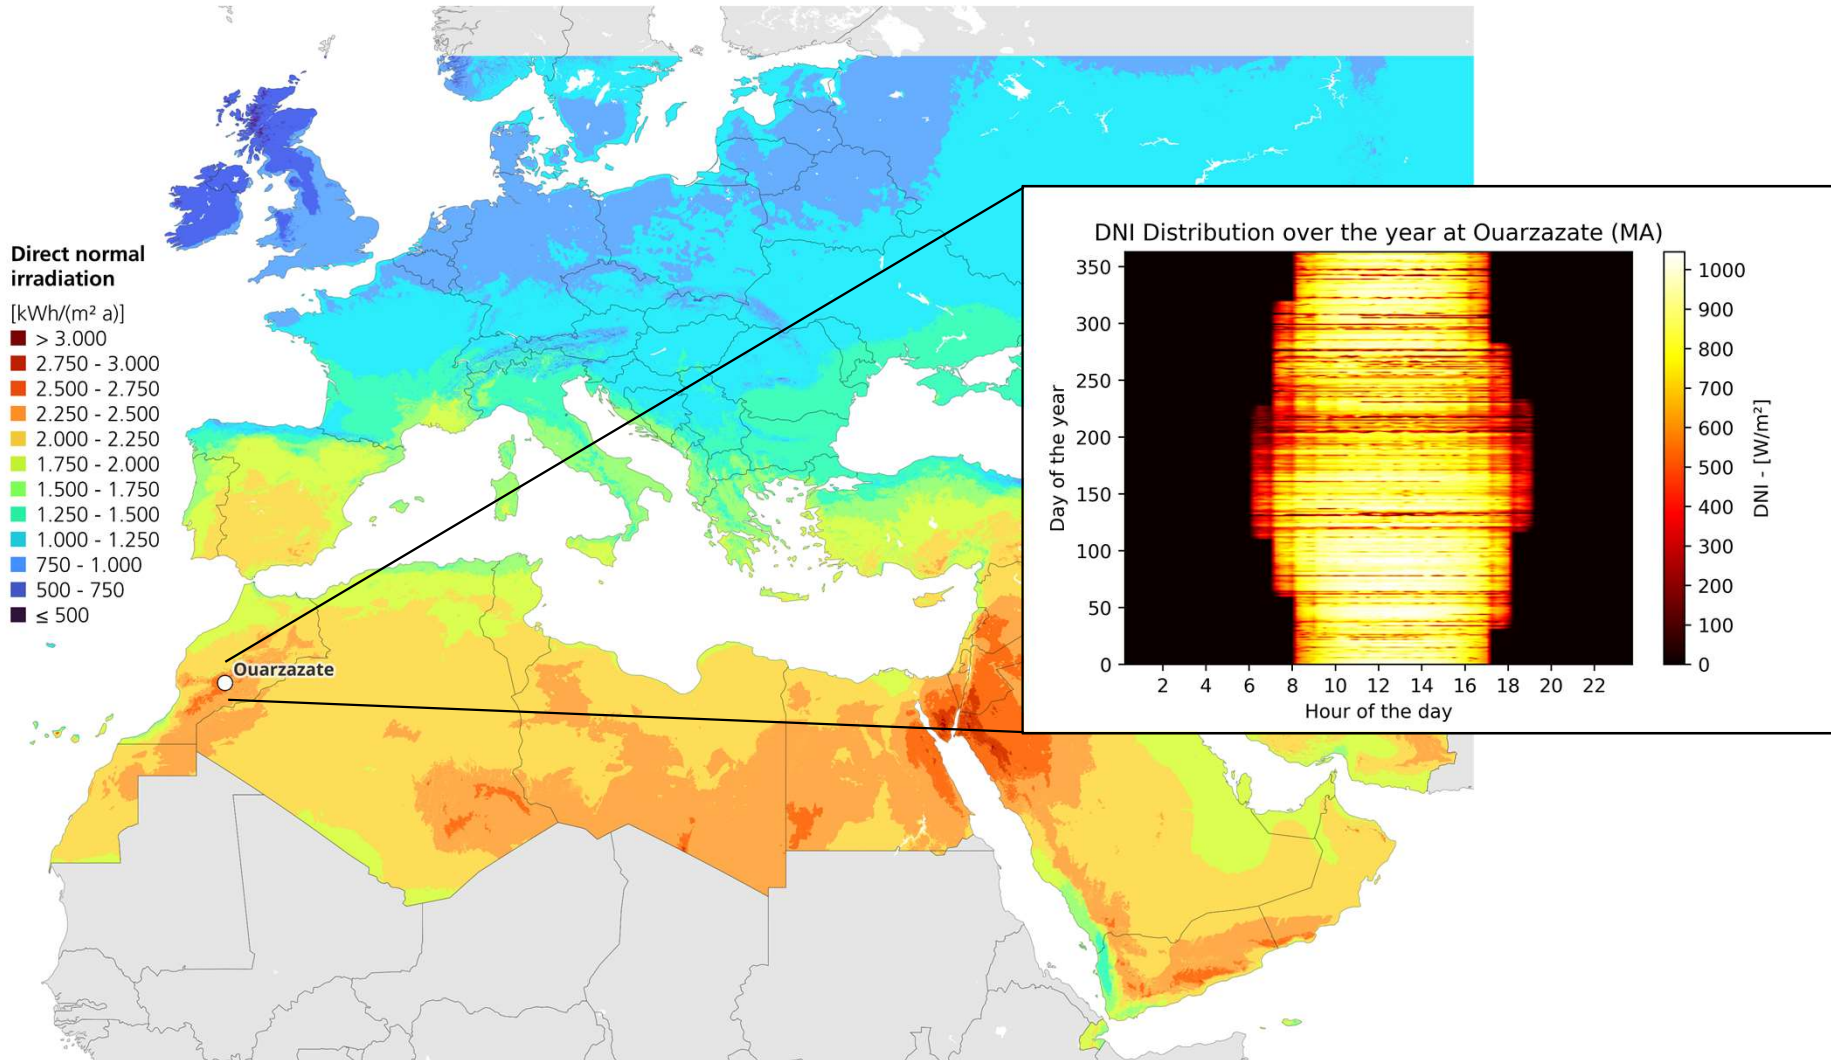 Direct normal
irradiation
[kWh/(m² a)]
> 3.000
2.750 - 3.000
2.500 - 2.750
2.250 - 2.500
2.000 - 2.250
1.750 - 2.000
1.500 - 1.750
1.250 - 1.500
1.000 - 1.250
750 - 1.000
500 - 750
≤ 500
Ouarzazate
DNI Distribution over the year at Ouarzazate (MA)
Day of the year
350
300
250
200
150
100
50
0
2 4 6 8 10 12 14 16 18 20 22
Hour of the day
1000
900
800
700
600
500
400
300
200
100
0
DNI - [W/m²]